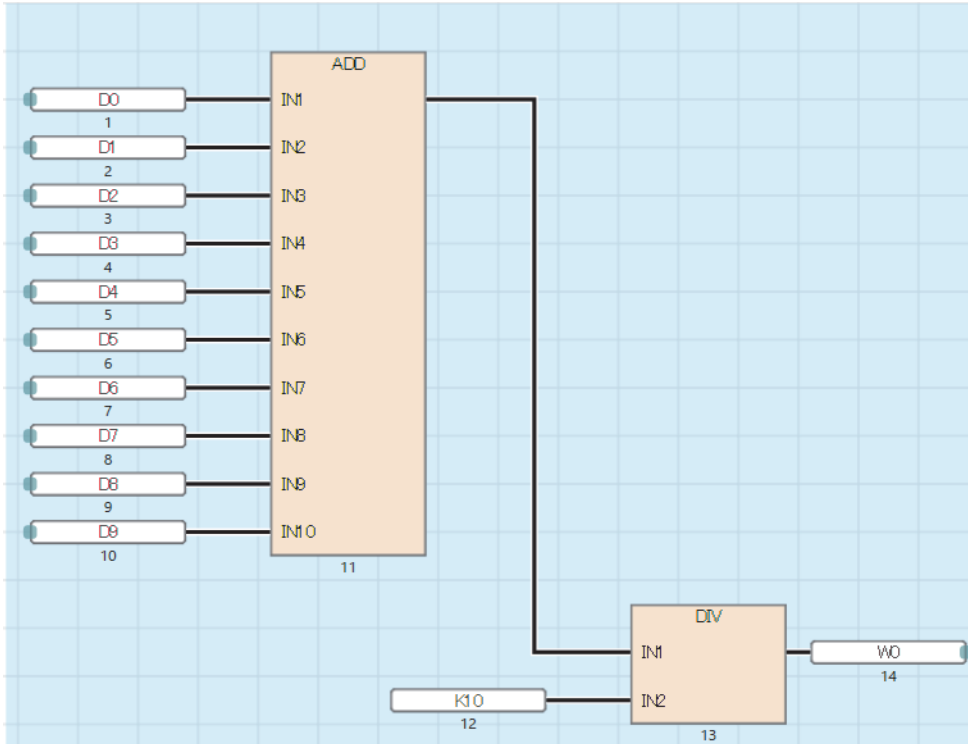 ADD
D0 IN1
1
D1 IN2
2
D2 IN3
3
D3 IN4
4
D4 IN5
5
D5 IN6
6
D6 IN7
7
D7 IN8
8
D8 IN9
9
D9 IN10
10
11
DIV
IN1 W0
14
K10 IN2
12
13